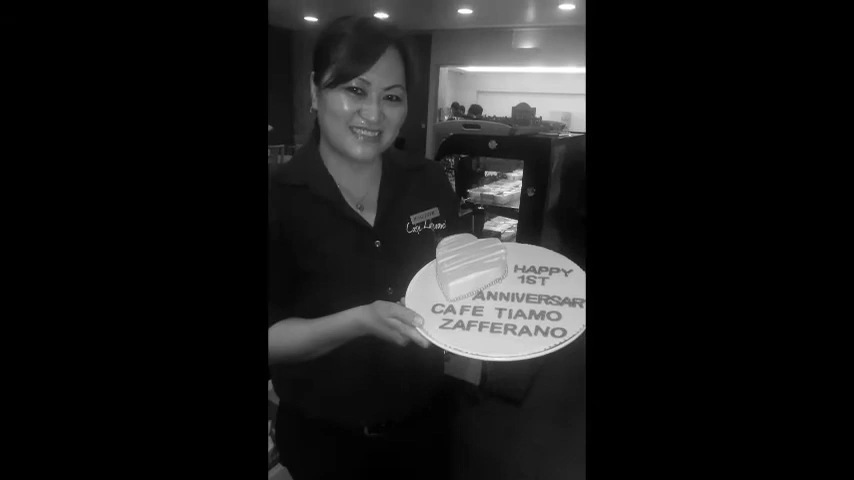 HAPPY
1ST
ANNIVERSAR
CAFE TIAMO
ZAFFERANO